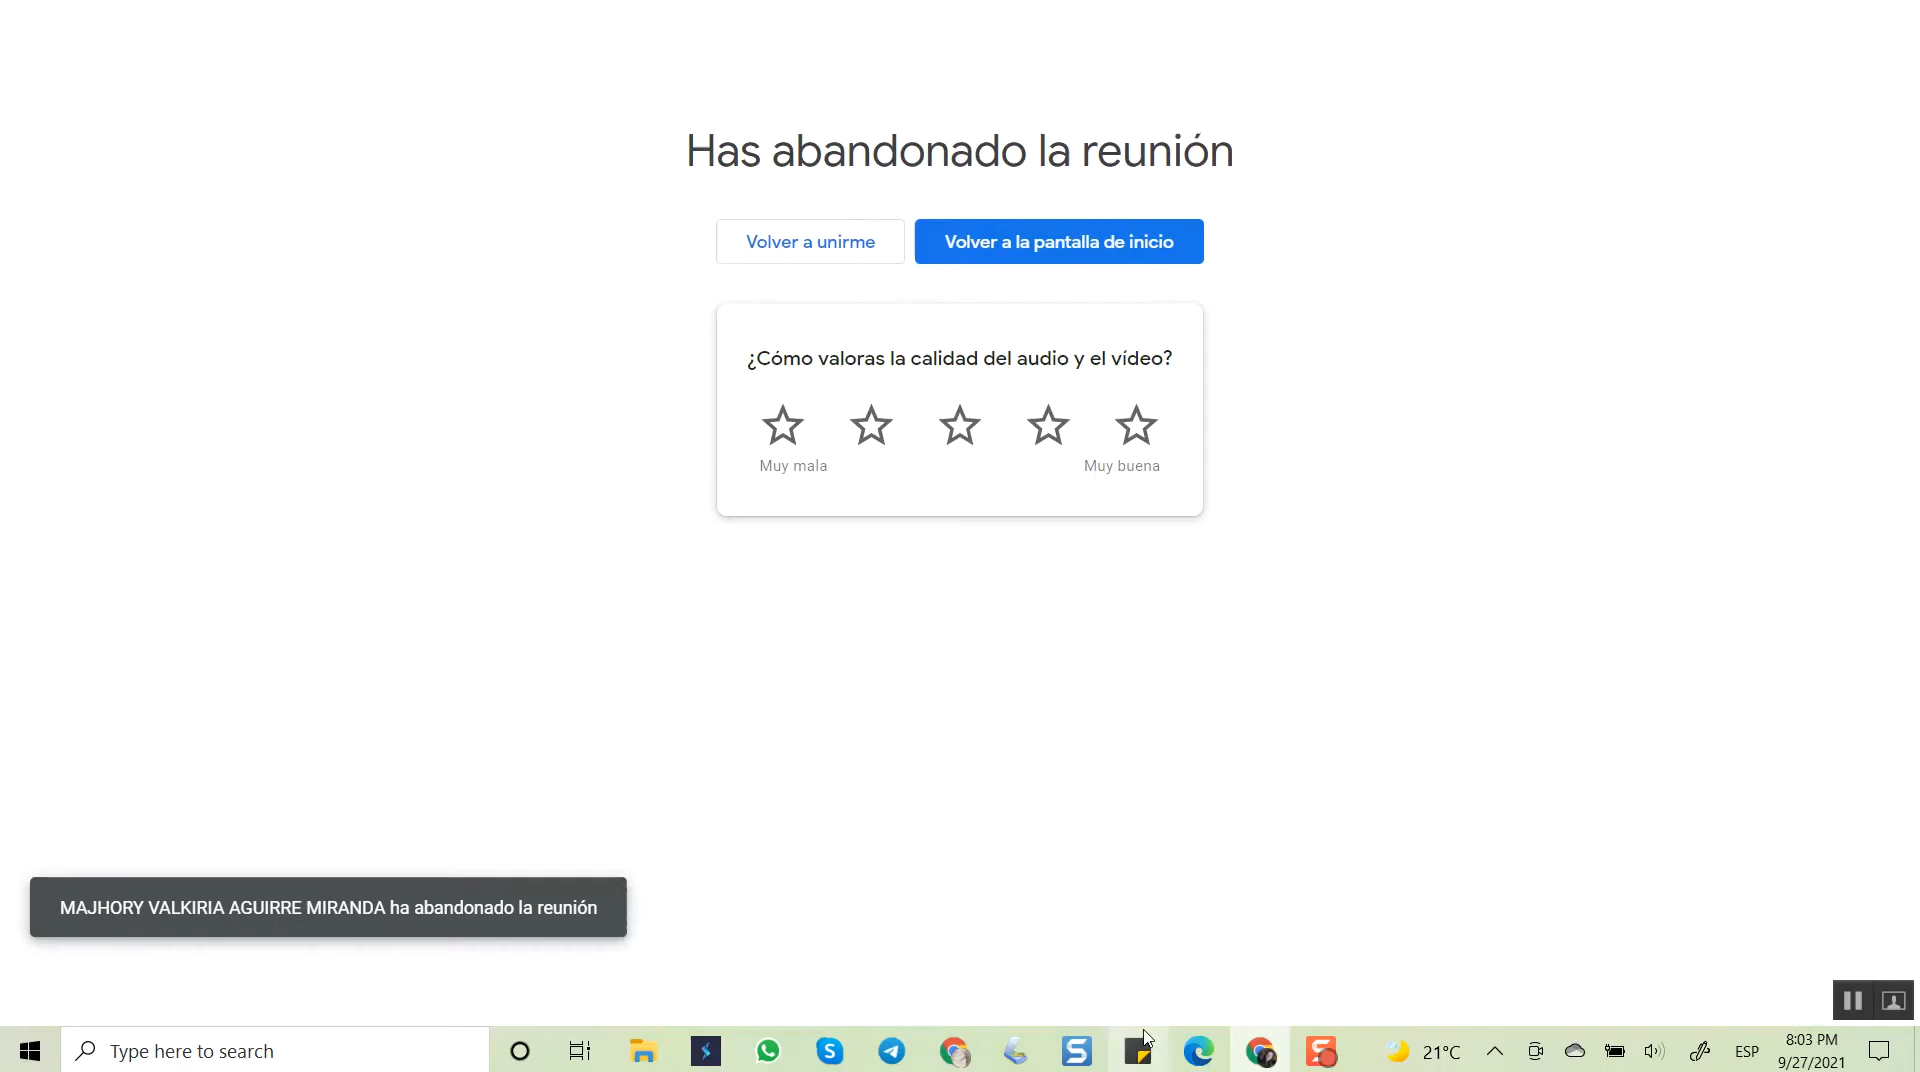 Has abandonado la reunión
Volver a unirme
Volver a la pantalla de inicio
¿Cómo valoras la calidad del audio y el vídeo?
Muy mala
Muy buena
MAJHORY VALKIRIA AGUIRRE MIRANDA ha abandonado la reunión
Type here to search
21°C
ESP
8:03 PM
9/27/2021